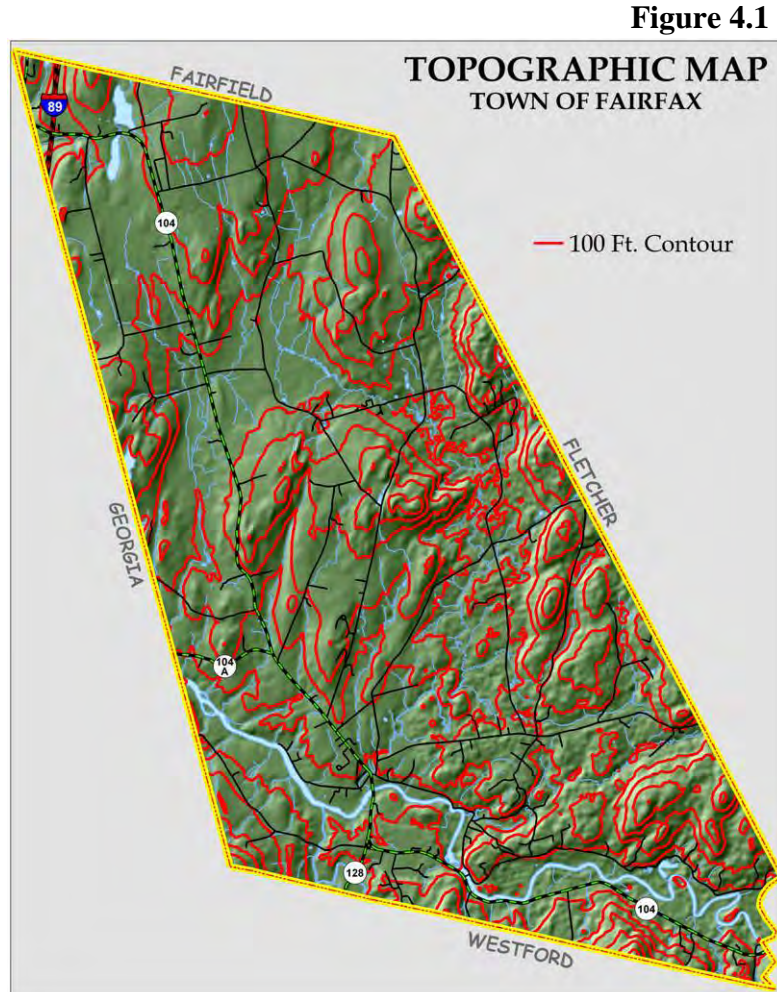 Figure 4.1
TOPOGRAPHIC MAP
TOWN OF FAIRFAX
FAIRFIELD
89
104
100 Ft. Contour
FLETCHER
GEORGIA
104
A
128
104
WESTFORD